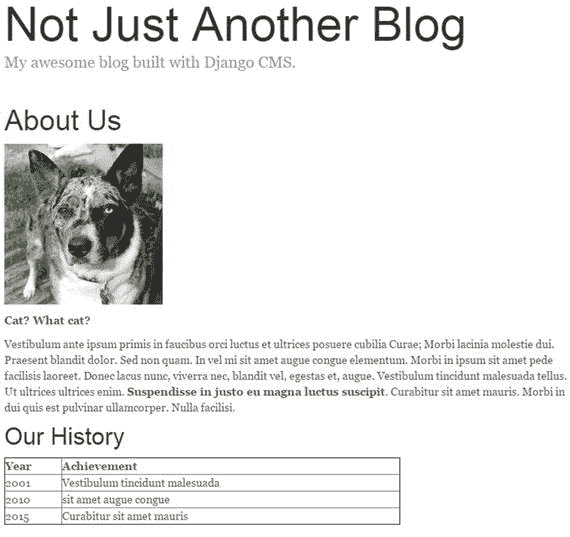 Not Just Another Blog
My awesome blog built with Django CMS.
About Us
Cat? What cat?
Vestibulum ante ipsum primis in faucibus orci luctus et ultrices posuere cubilia Curae; Morbi lacinia molestie dui.
Praesent blandit dolor. Sed non quam. In vel mi sit amet augue congue elementum. Morbi in ipsum sit amet pede
facilisis laoreet. Donec lacus nunc, viverra nec, blandit vel, egestas et, augue. Vestibulum tincidunt malesuada tellus.
Ut ultrices ultrices enim. Suspendisse in justo eu magna luctus suscipit. Curabitur sit amet mauris. Morbi in
dui quis est pulvinar ullamcorper. Nulla facilisi.
Our History
Year Achievement
2001 Vestibulum tincidunt malesuada
2010 sit amet augue congue
2015 Curabitur sit amet mauris